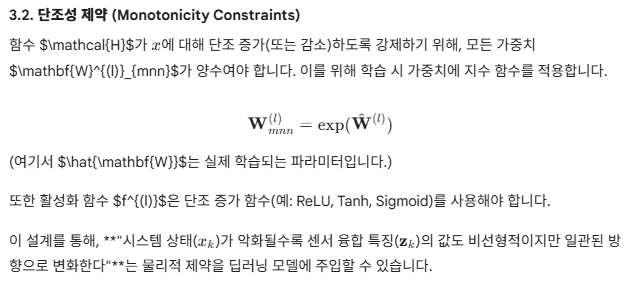 3.2. 단조성 제약 (Monotonicity Constraints)
함수 $\mathcal{H}$가 x에 대해 단조 증가(또는 감소)하도록 강제하기 위해, 모든 가중치
$\mathbf{W}^{(l)}_{mnn}$가 양수여야 합니다. 이를 위해 학습 시 가중치에 지수 함수를 적용합니다.
W^{(l)}_{mnn} = exp(Ŵ^{(l)})
(여기서 $\hat{\mathbf{W}}$는 실제 학습되는 파라미터입니다.)
또한 활성화 함수 $f^{(l)}$은 단조 증가 함수(예: ReLU, Tanh, Sigmoid)를 사용해야 합니다.
이 설계를 통해, **"시스템 상태(x_k)가 악화될수록 센서 융합 특징(z_k)의 값도 비선형적이지만 일관된 방
향으로 변화한다"**는 물리적 제약을 딥러닝 모델에 주입할 수 있습니다.